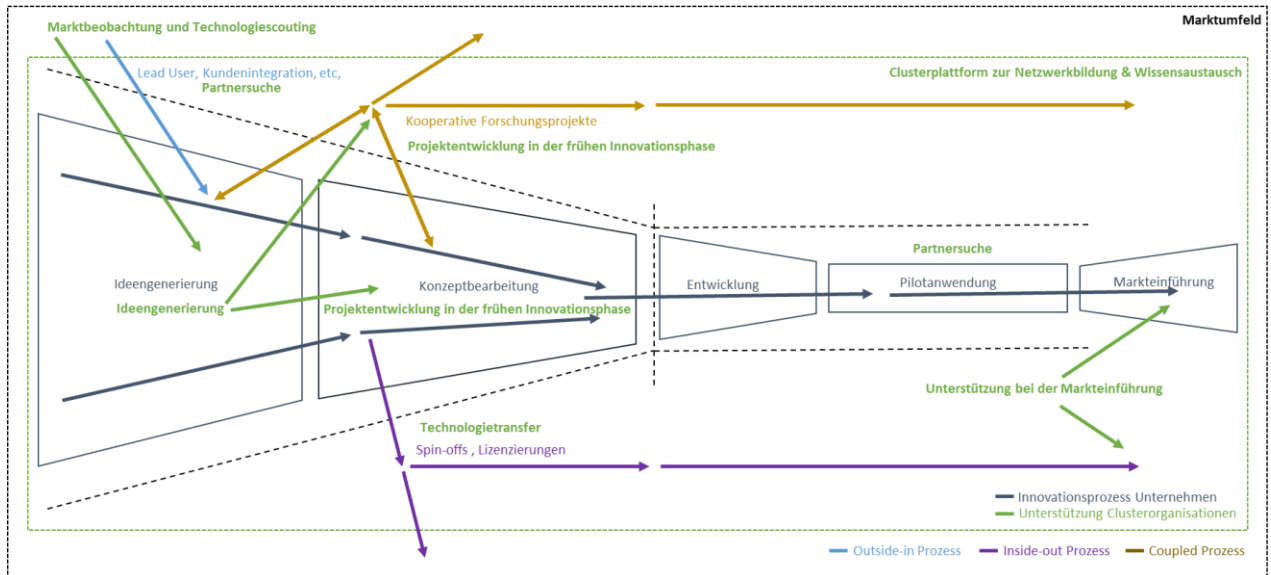 Marktumfeld
Marktbeobachtung und Technologiescouting
Lead User, Kundenintegration, etc,
Partnersuche
Clusterplattform zur Netzwerkbildung & Wissensaustausch
Kooperative Forschungsprojekte
Projektentwicklung in der frühen Innovationsphase
Partnersuche
Ideengenerierung
Ideengenerierung
Konzeptbearbeitung
Projektentwicklung in der frühen Innovationsphase
Entwicklung
Pilotanwendung
Markteinführung
Unterstützung bei der Markteinführung
Technologietransfer
Spin-offs , Lizenzierungen
Innovationsprozess Unternehmen
Unterstützung Clusterorganisationen
Outside-in Prozess
Inside-out Prozess
Coupled Prozess